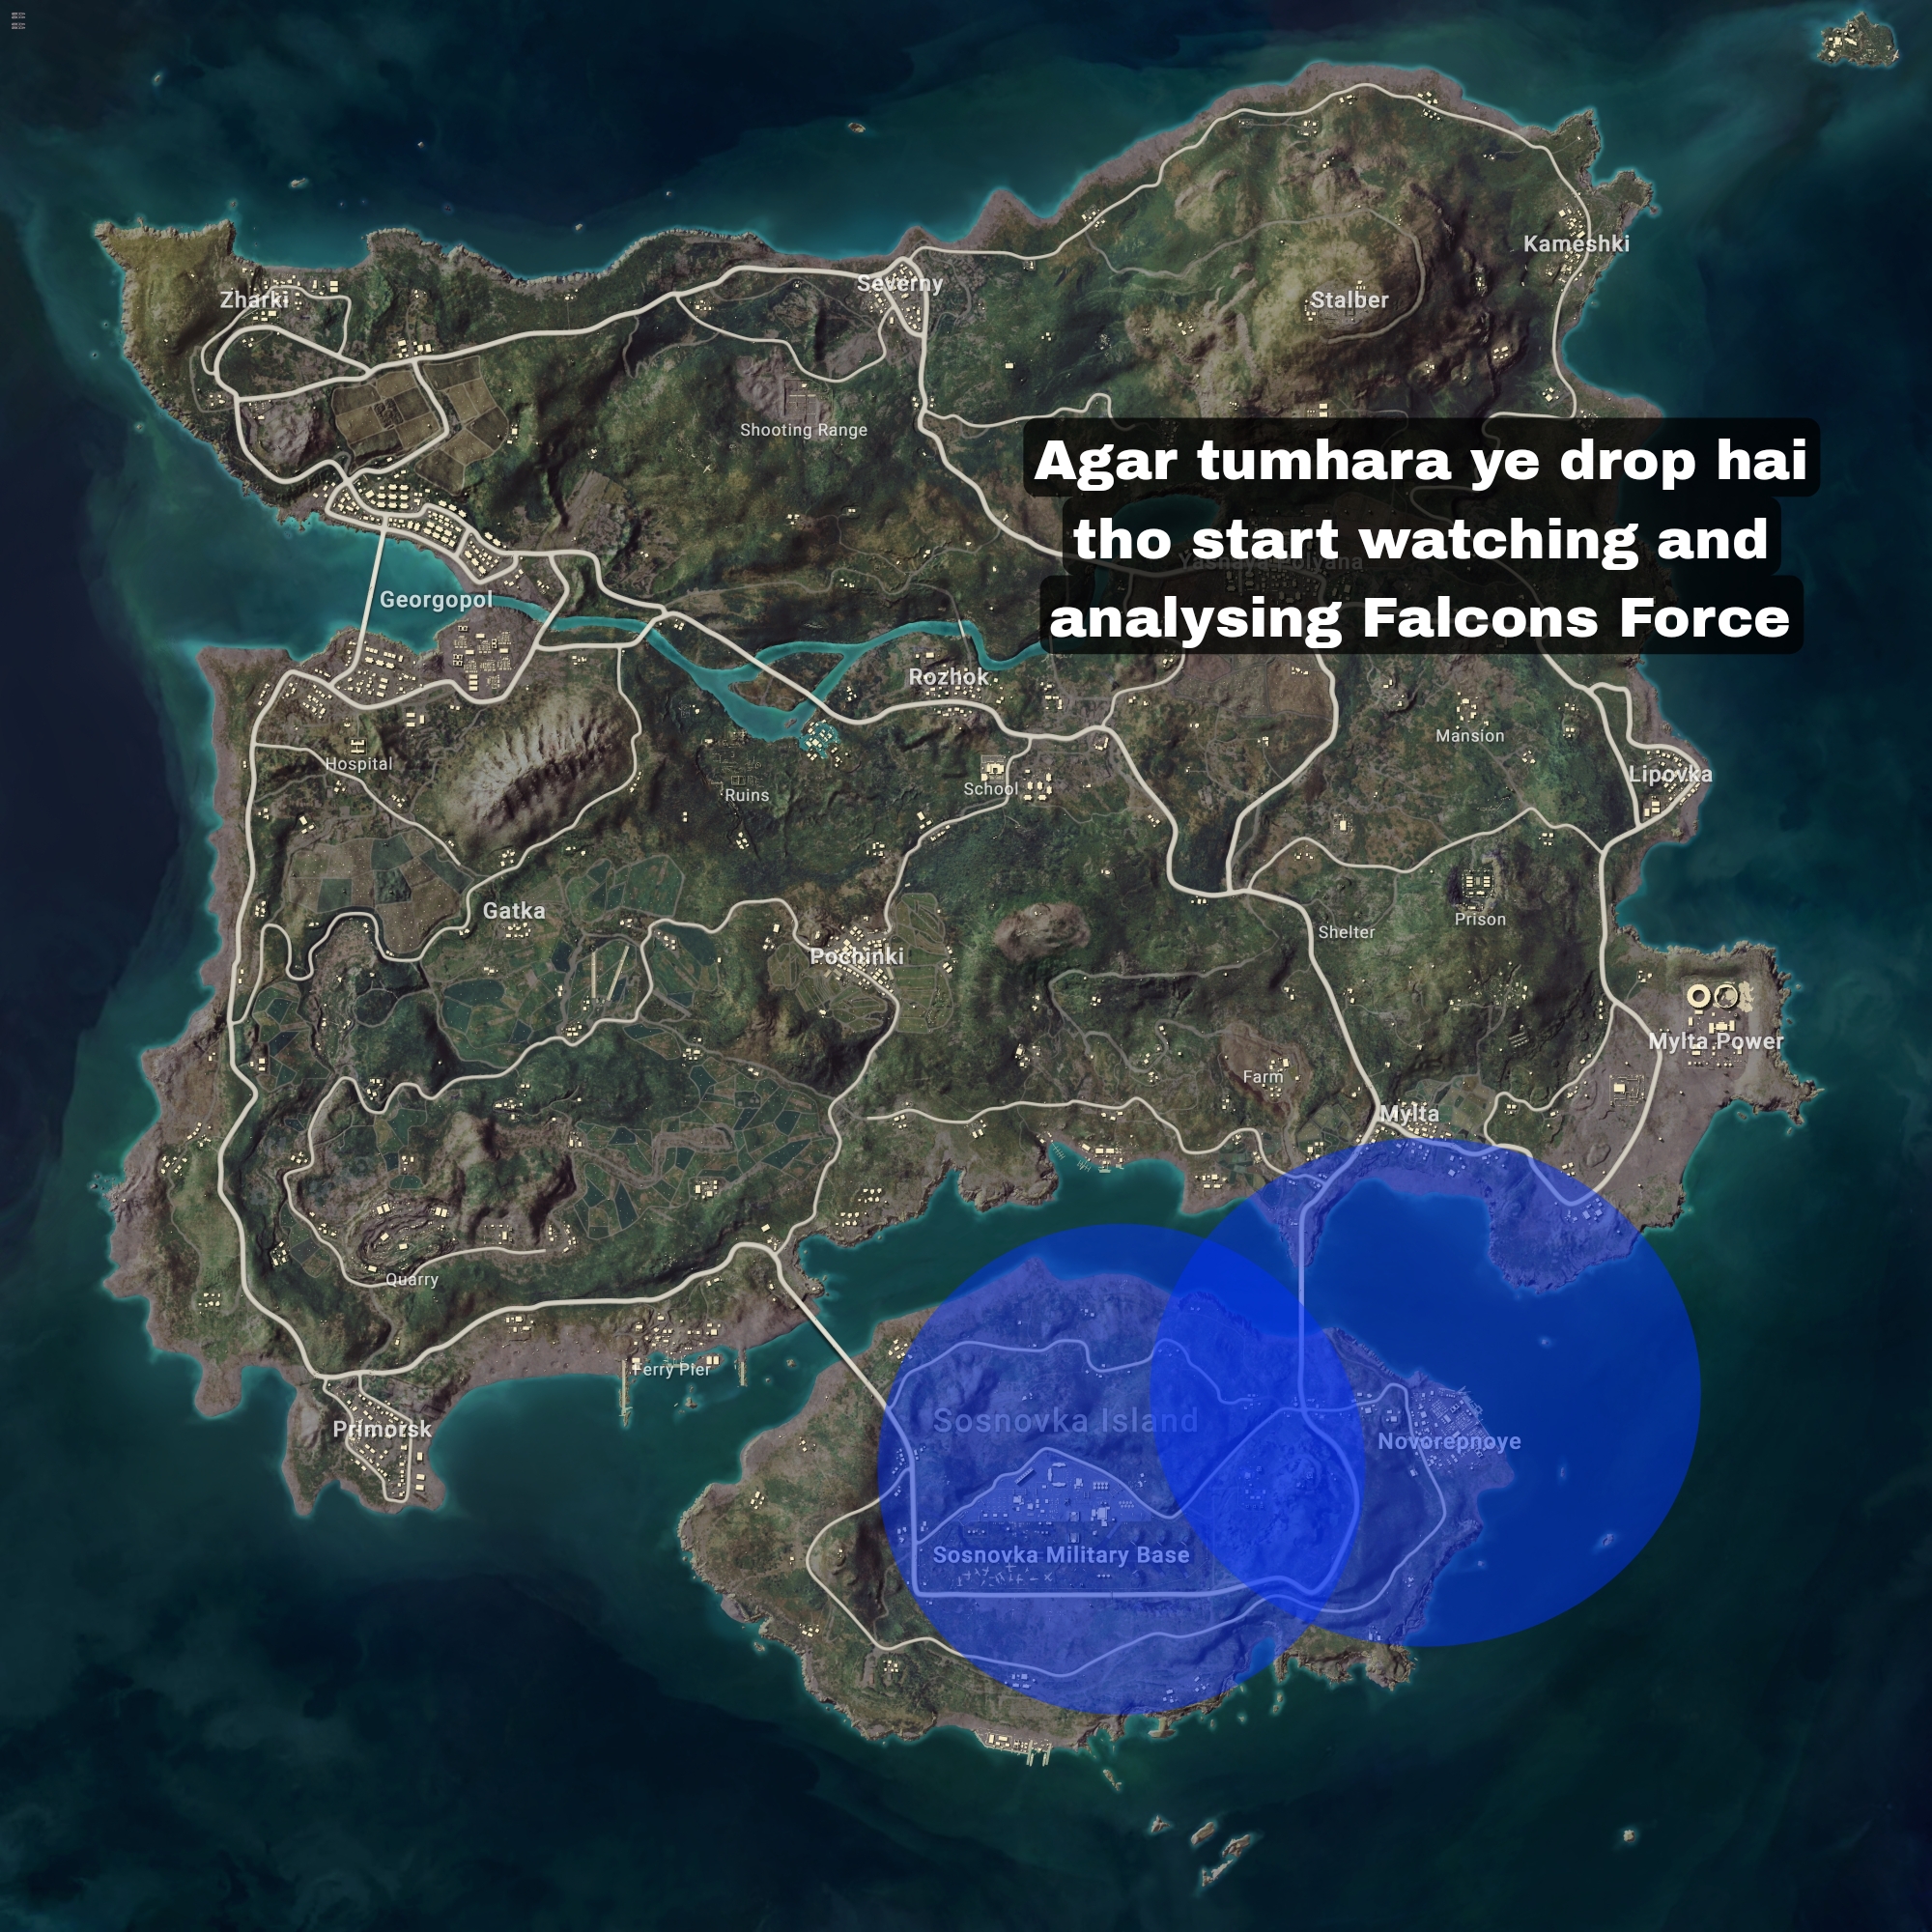 Kameshki
Zharki
Severny
Stalber
Shooting Range
Agar tumhara ye drop hai
tho start watching and
analysing Falcons Force
Yasnaya Polyana
Georgopol
Rozhok
Mansion
Hospital
Lipovka
School
Ruins
Gatka
Prison
Shelter
Pochinki
Mylta Power
Farm
Mylta
Quarry
Ferry Pier
Primorsk
Sosnovka Island
Novorepnoye
Sosnovka Military Base